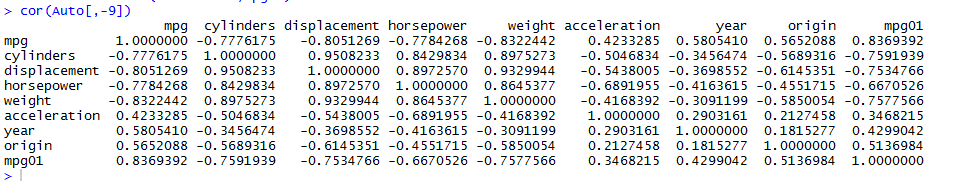 > cor(Auto[,-9])
mpg cylinders displacement horsepower weight acceleration year origin mpg01
mpg 1.0000000 -0.7776175 -0.8051269 -0.7784268 -0.8322442 0.4233285 0.5805410 0.5652088 0.8369392
cylinders -0.7776175 1.0000000 0.9508233 0.8429834 0.8975273 -0.5046834 -0.3456474 -0.5689316 -0.7591939
displacement -0.8051269 0.9508233 1.0000000 0.8972570 0.9329944 -0.5438005 -0.3698552 -0.6145351 -0.7534766
horsepower -0.7784268 0.8429834 0.8972570 1.0000000 0.8645377 -0.6891955 -0.4163615 -0.4551715 -0.6670526
weight -0.8322442 0.8975273 0.9329944 0.8645377 1.0000000 -0.4168392 -0.3091199 -0.5850054 -0.7577566
acceleration 0.4233285 -0.5046834 -0.5438005 -0.6891955 -0.4168392 1.0000000 0.2903161 0.2127458 0.3468215
year 0.5805410 -0.3456474 -0.3698552 -0.4163615 -0.3091199 0.2903161 1.0000000 0.1815277 0.4299042
origin 0.5652088 -0.5689316 -0.6145351 -0.4551715 -0.5850054 0.2127458 0.1815277 1.0000000 0.5136984
mpg01 0.8369392 -0.7591939 -0.7534766 -0.6670526 -0.7577566 0.3468215 0.4299042 0.5136984 1.0000000
>